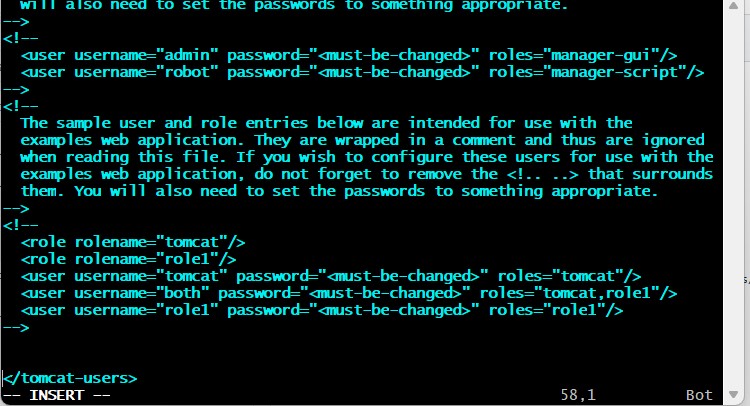 will also need to set the passwords to something appropriate.
-->
<!--
  <user username="admin" password="<must-be-changed>" roles="manager-gui"/>
  <user username="robot" password="<must-be-changed>" roles="manager-script"/>
-->
<!--
  The sample user and role entries below are intended for use with the
  examples web application. They are wrapped in a comment and thus are ignored
  when reading this file. If you wish to configure these users for use with the
  examples web application, do not forget to remove the <!.. ..> that surrounds
  them. You will also need to set the passwords to something appropriate.
-->
<!--
  <role rolename="tomcat"/>
  <role rolename="role1"/>
  <user username="tomcat" password="<must-be-changed>" roles="tomcat"/>
  <user username="both" password="<must-be-changed>" roles="tomcat,role1"/>
  <user username="role1" password="<must-be-changed>" roles="role1"/>
-->
</tomcat-users>
-- INSERT -- 58,1 Bot